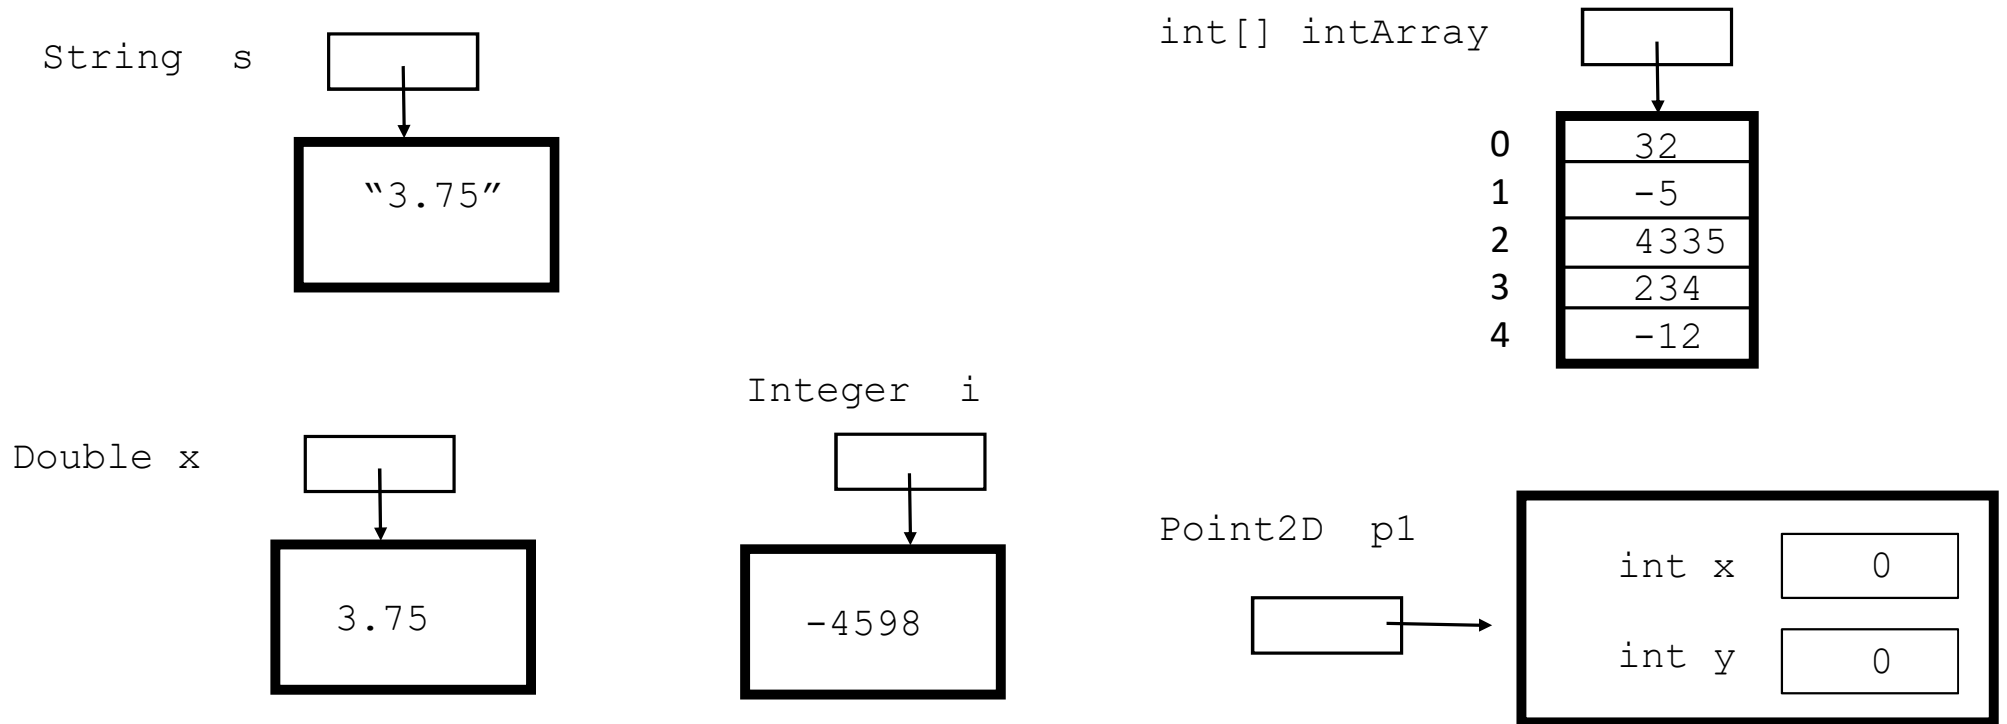 String s
“3.75”
int[] intArray
0 32
1 -5
2 4335
3 234
4 -12
Double x
3.75
Integer i
-4598
Point2D p1
int x 0
int y 0